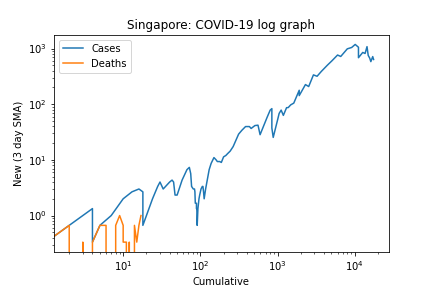 Singapore: COVID-19 log graph
Cases
Deaths
New (3 day SMA)
10³
10²
10¹
10⁰
10¹
10²
10³
10⁴
Cumulative